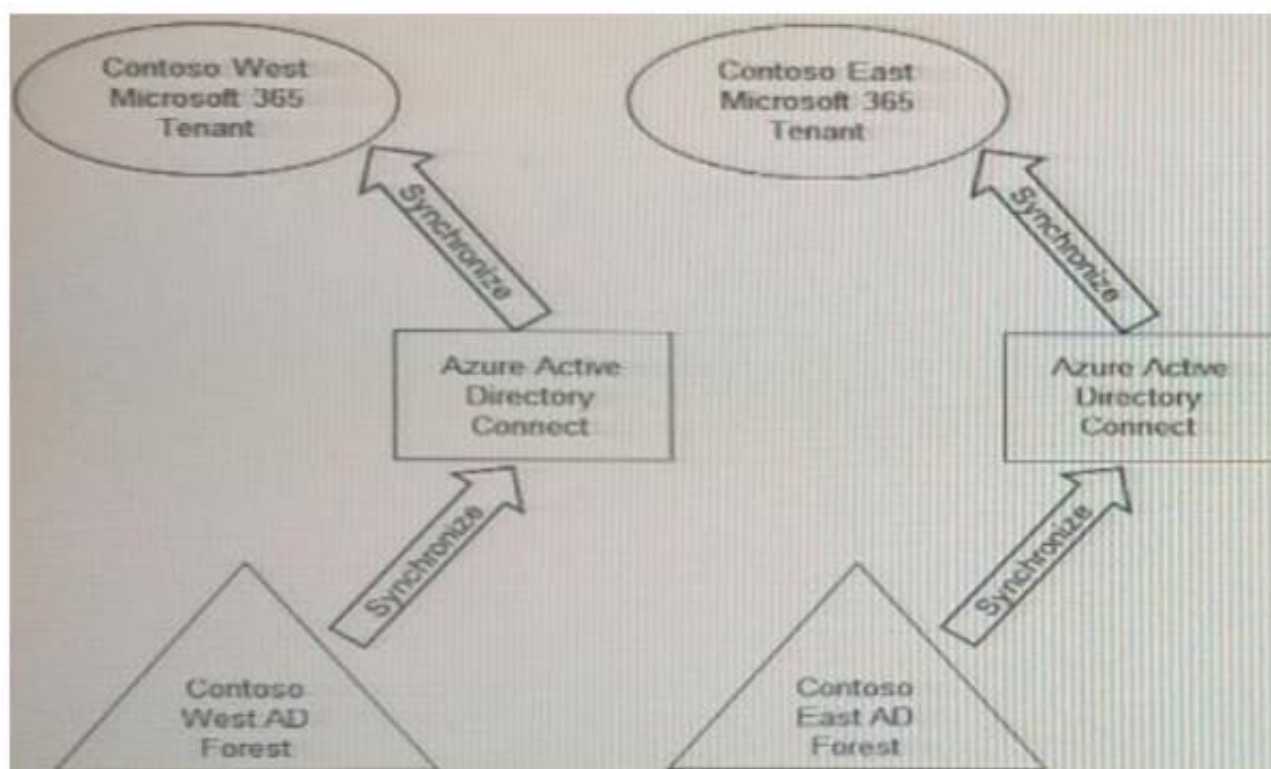 Contoso West
Microsoft 365
Tenant
Contoso East
Microsoft 365
Tenant
Synchronize
Synchronize
Azure Active
Directory
Connect
Azure Active
Directory
Connect
Synchronize
Synchronize
Contoso
West AD
Forest
Contoso
East AD
Forest